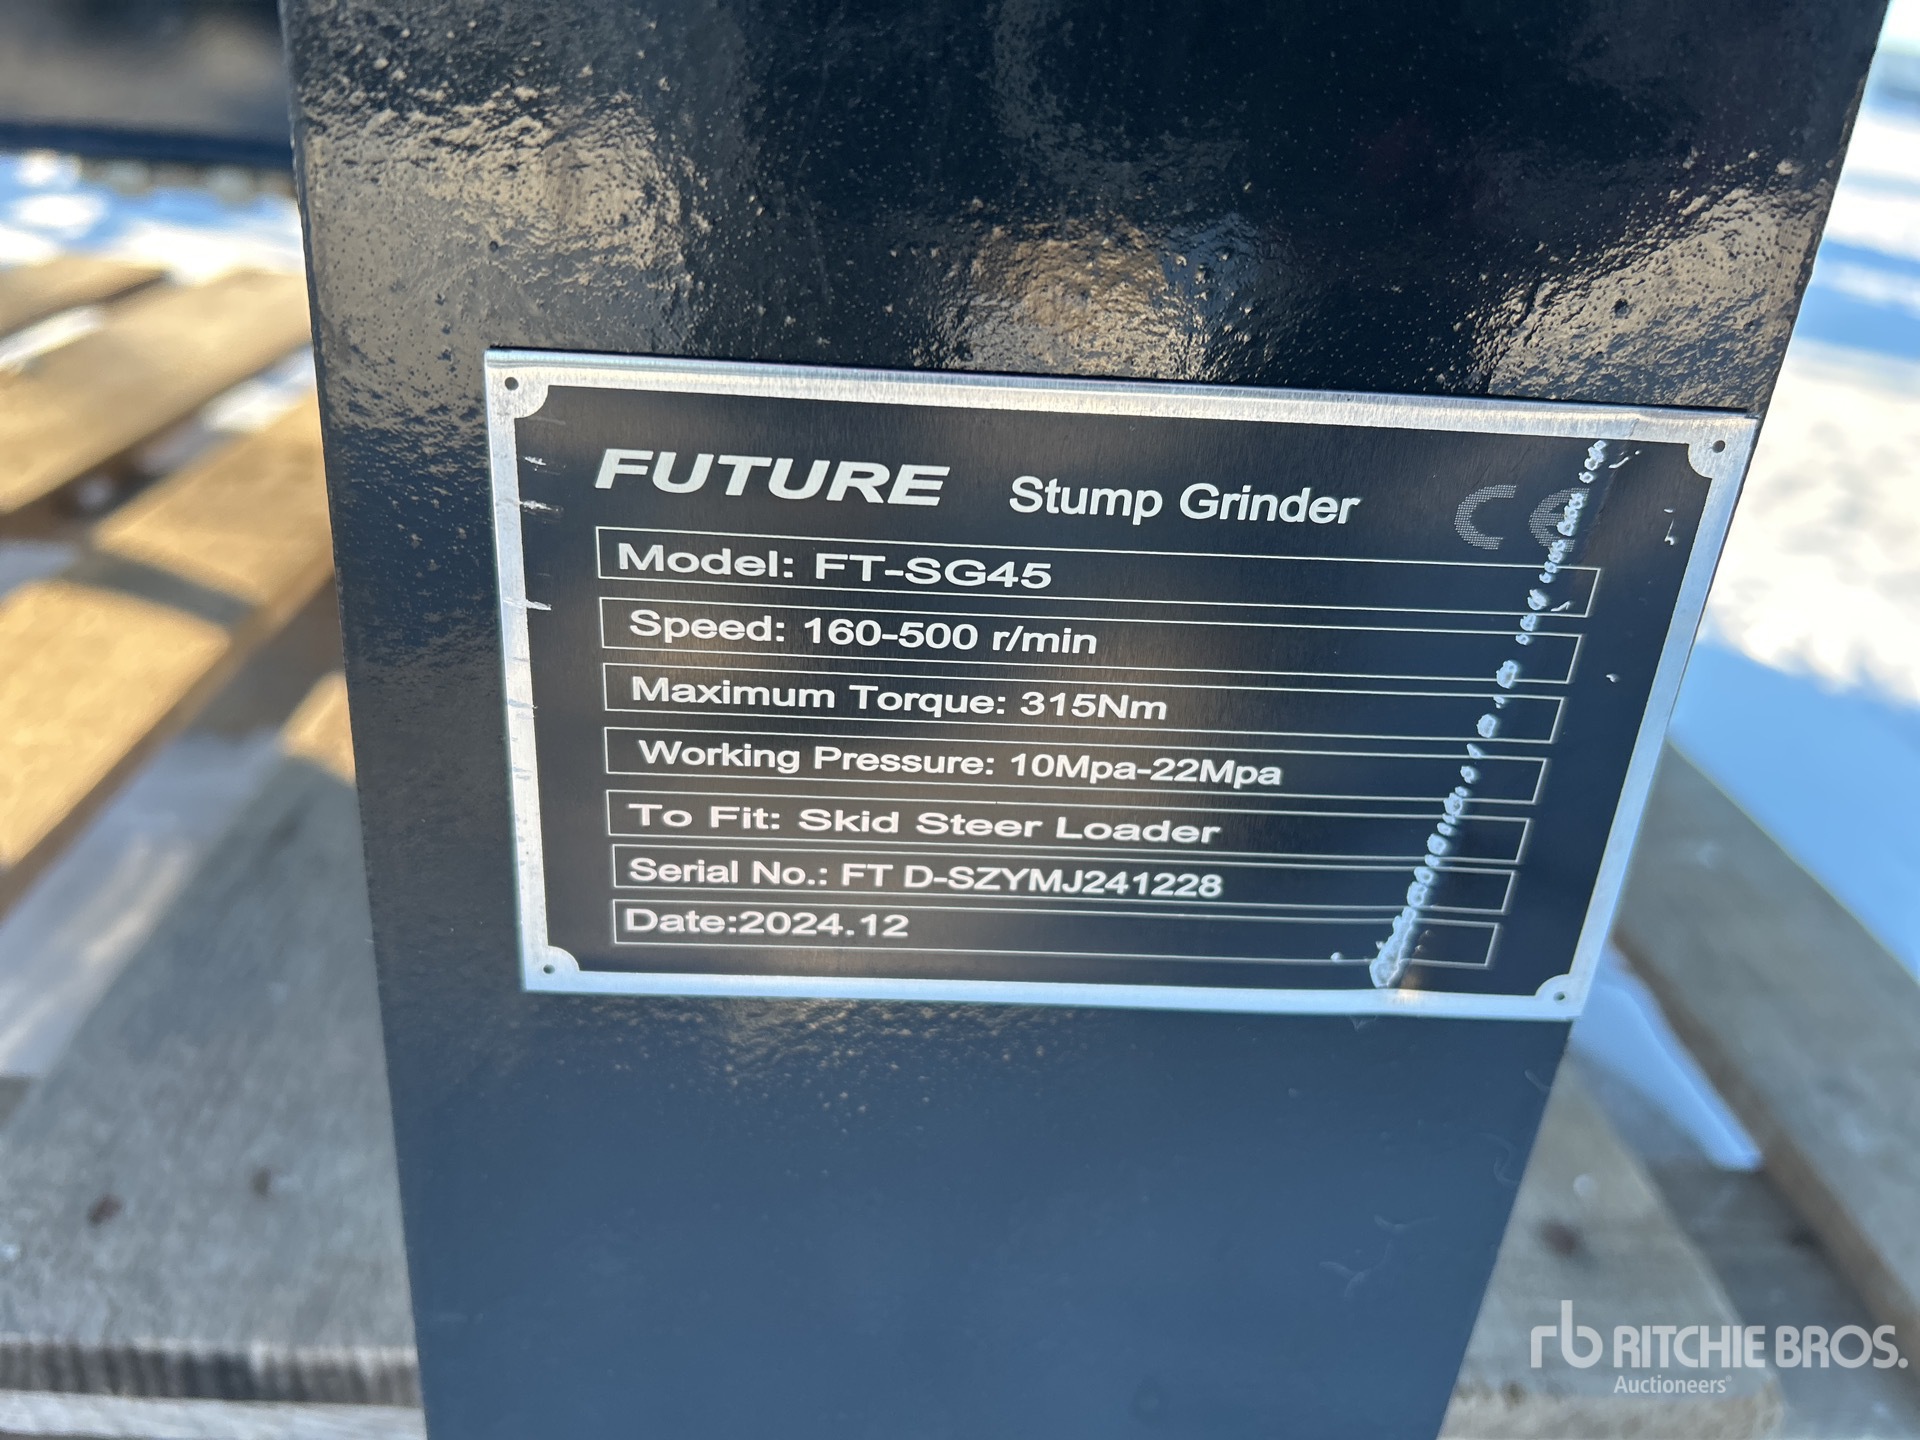 FUTURE Stump Grinder CE
Model: FT-SG45
Speed: 160-500 r/min
Maximum Torque: 315Nm
Working Pressure: 10Mpa-22Mpa
To Fit: Skid Steer Loader
Serial No.: FT D-SZYMJ241228
Date:2024.12
rb RITCHIE BROS.
Auctioneers